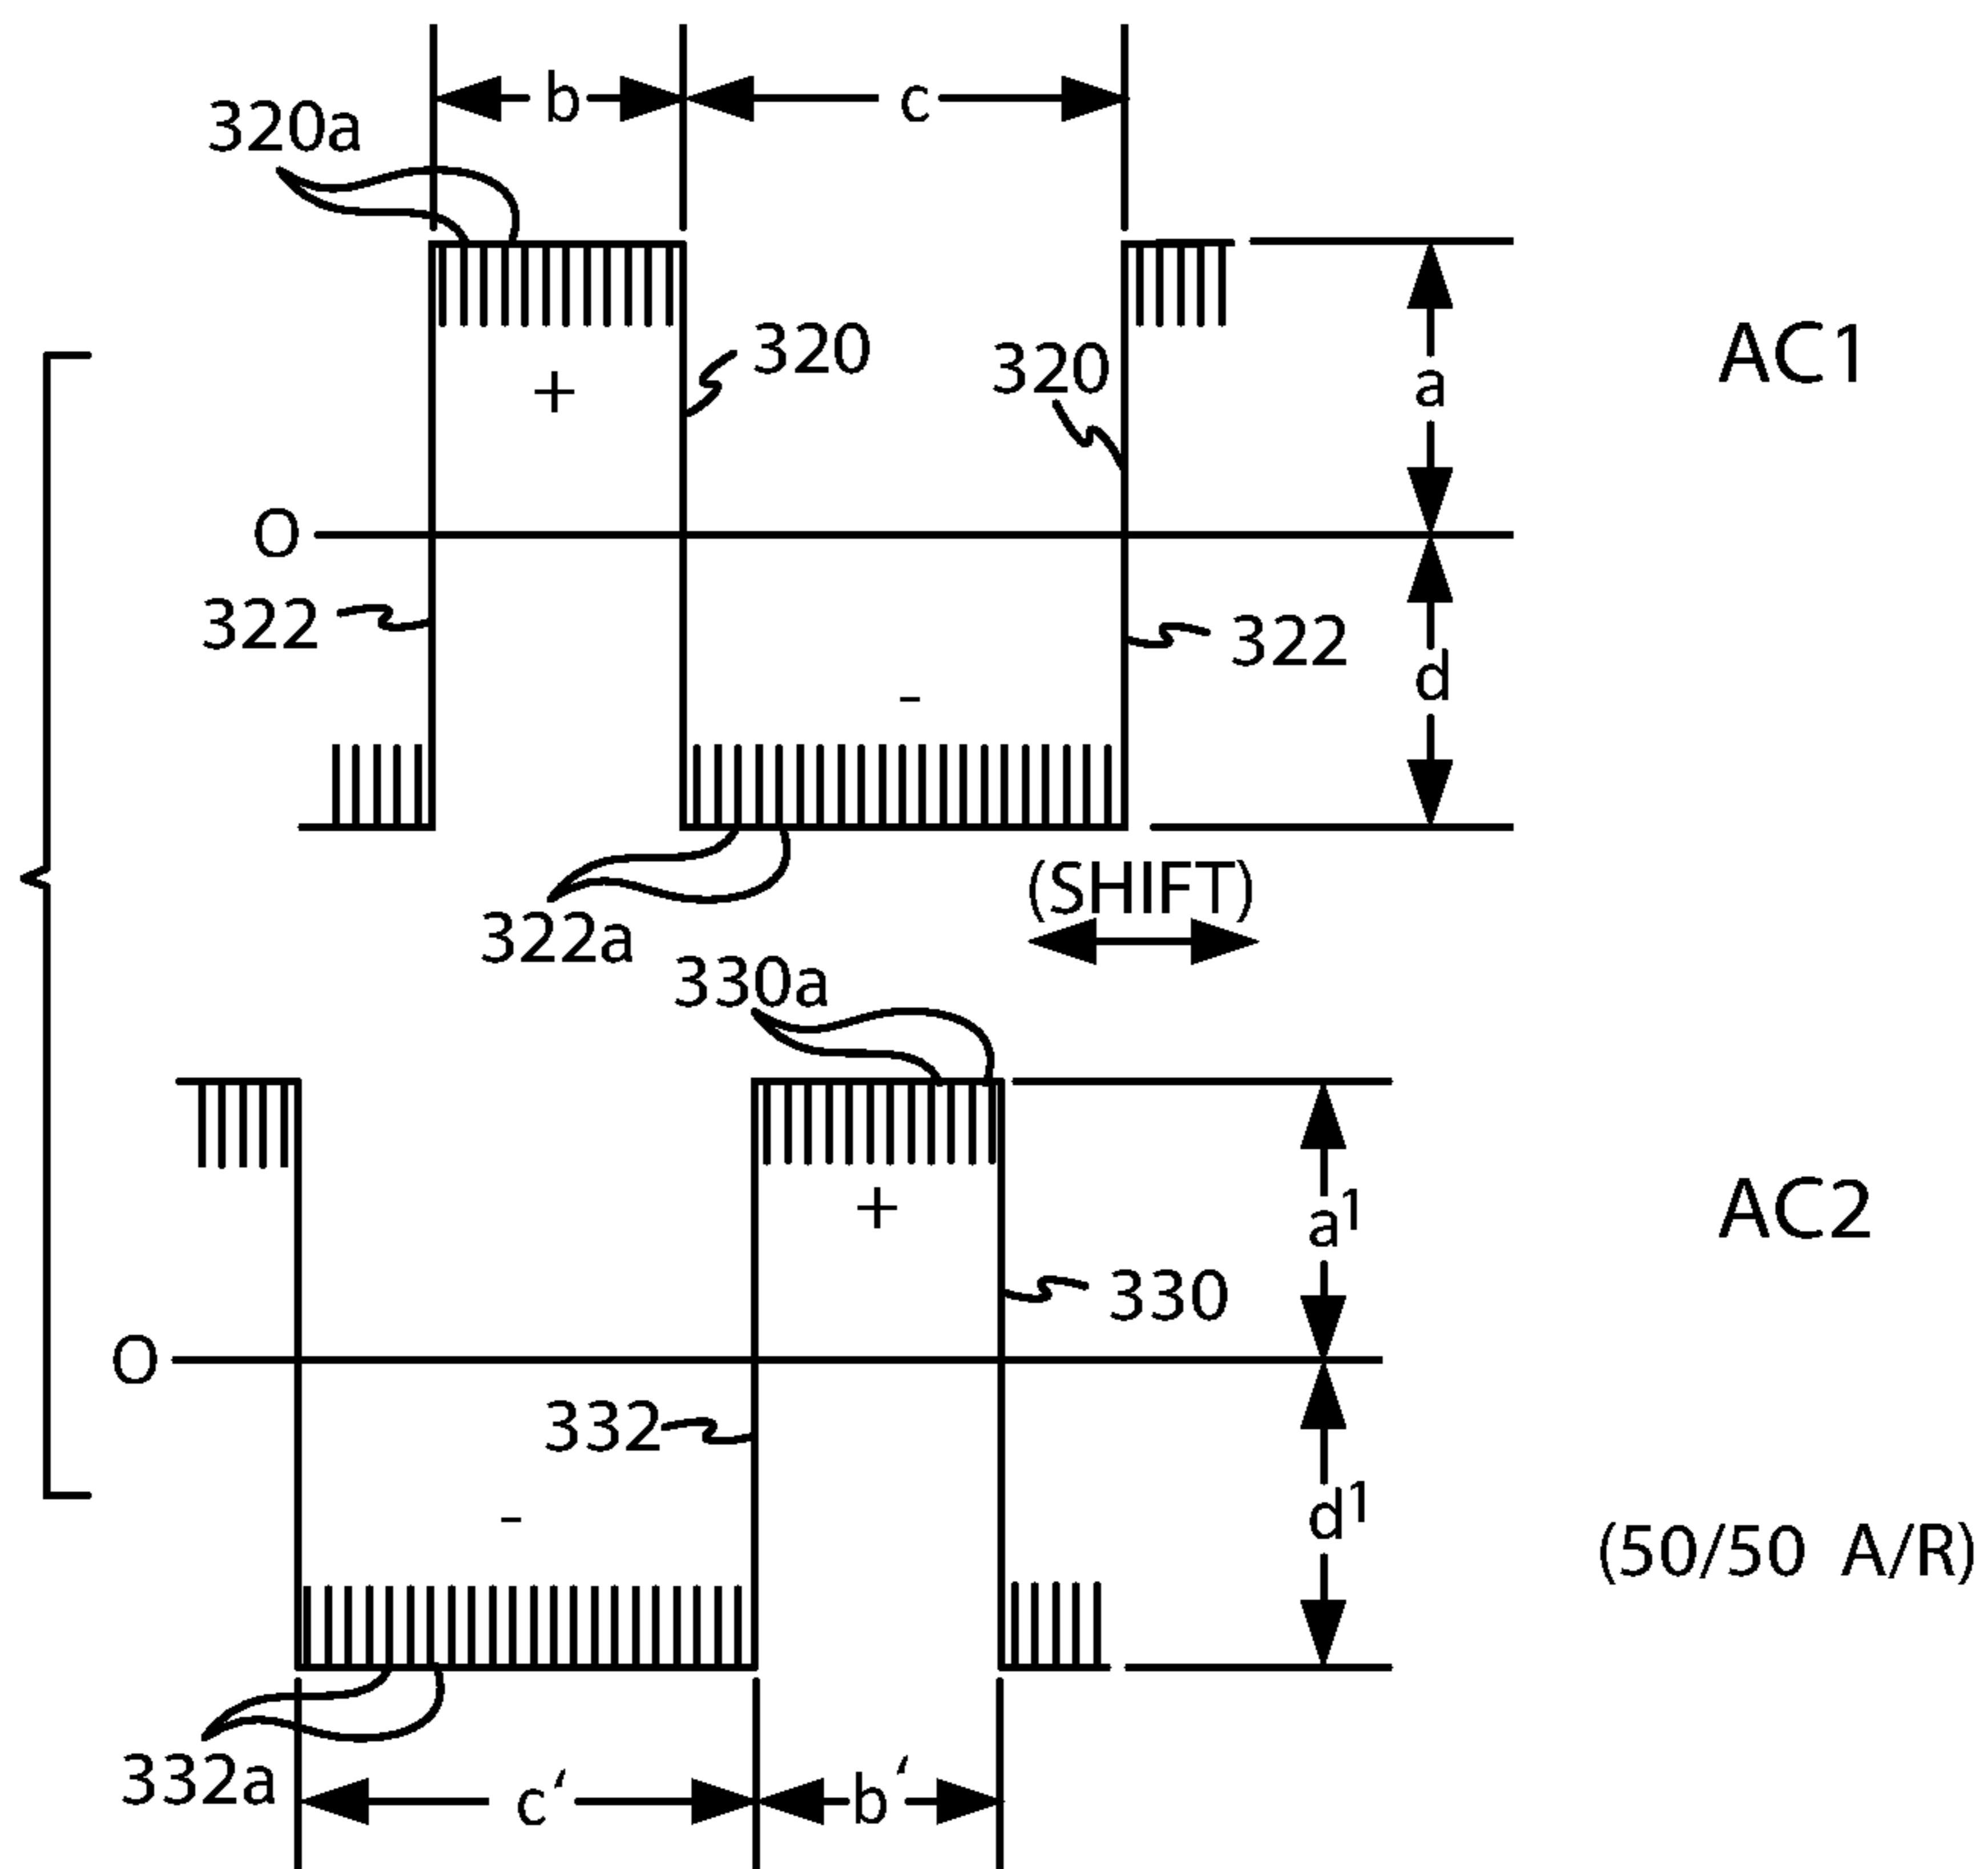 b
c
320a
320
320
+
a
AC1
O
322
322
d
-
(SHIFT)
322a
330a
+
a1
AC2
330
O
332
-
d1
(50/50 A/R)
332a
c‘
b‘